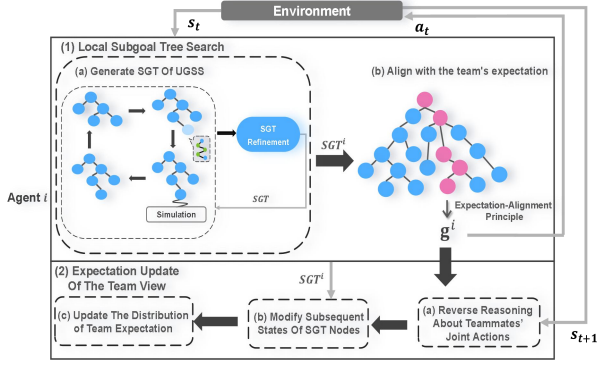 Environment
s_t
a_t
(1) Local Subgoal Tree Search
(a) Generate SGT Of UGSS
(b) Align with the team's expectation
SGT
Refinement
SGT^i
SGT
Simulation
Agent i
Expectation-Alignment
Principle
g^i
(2) Expectation Update
Of The Team View
SGT^i
(c) Update The Distribution
of Team Expectation
(b) Modify Subsequent
States Of SGT Nodes
(a) Reverse Reasoning
About Teammates'
Joint Actions
s_{t+1}